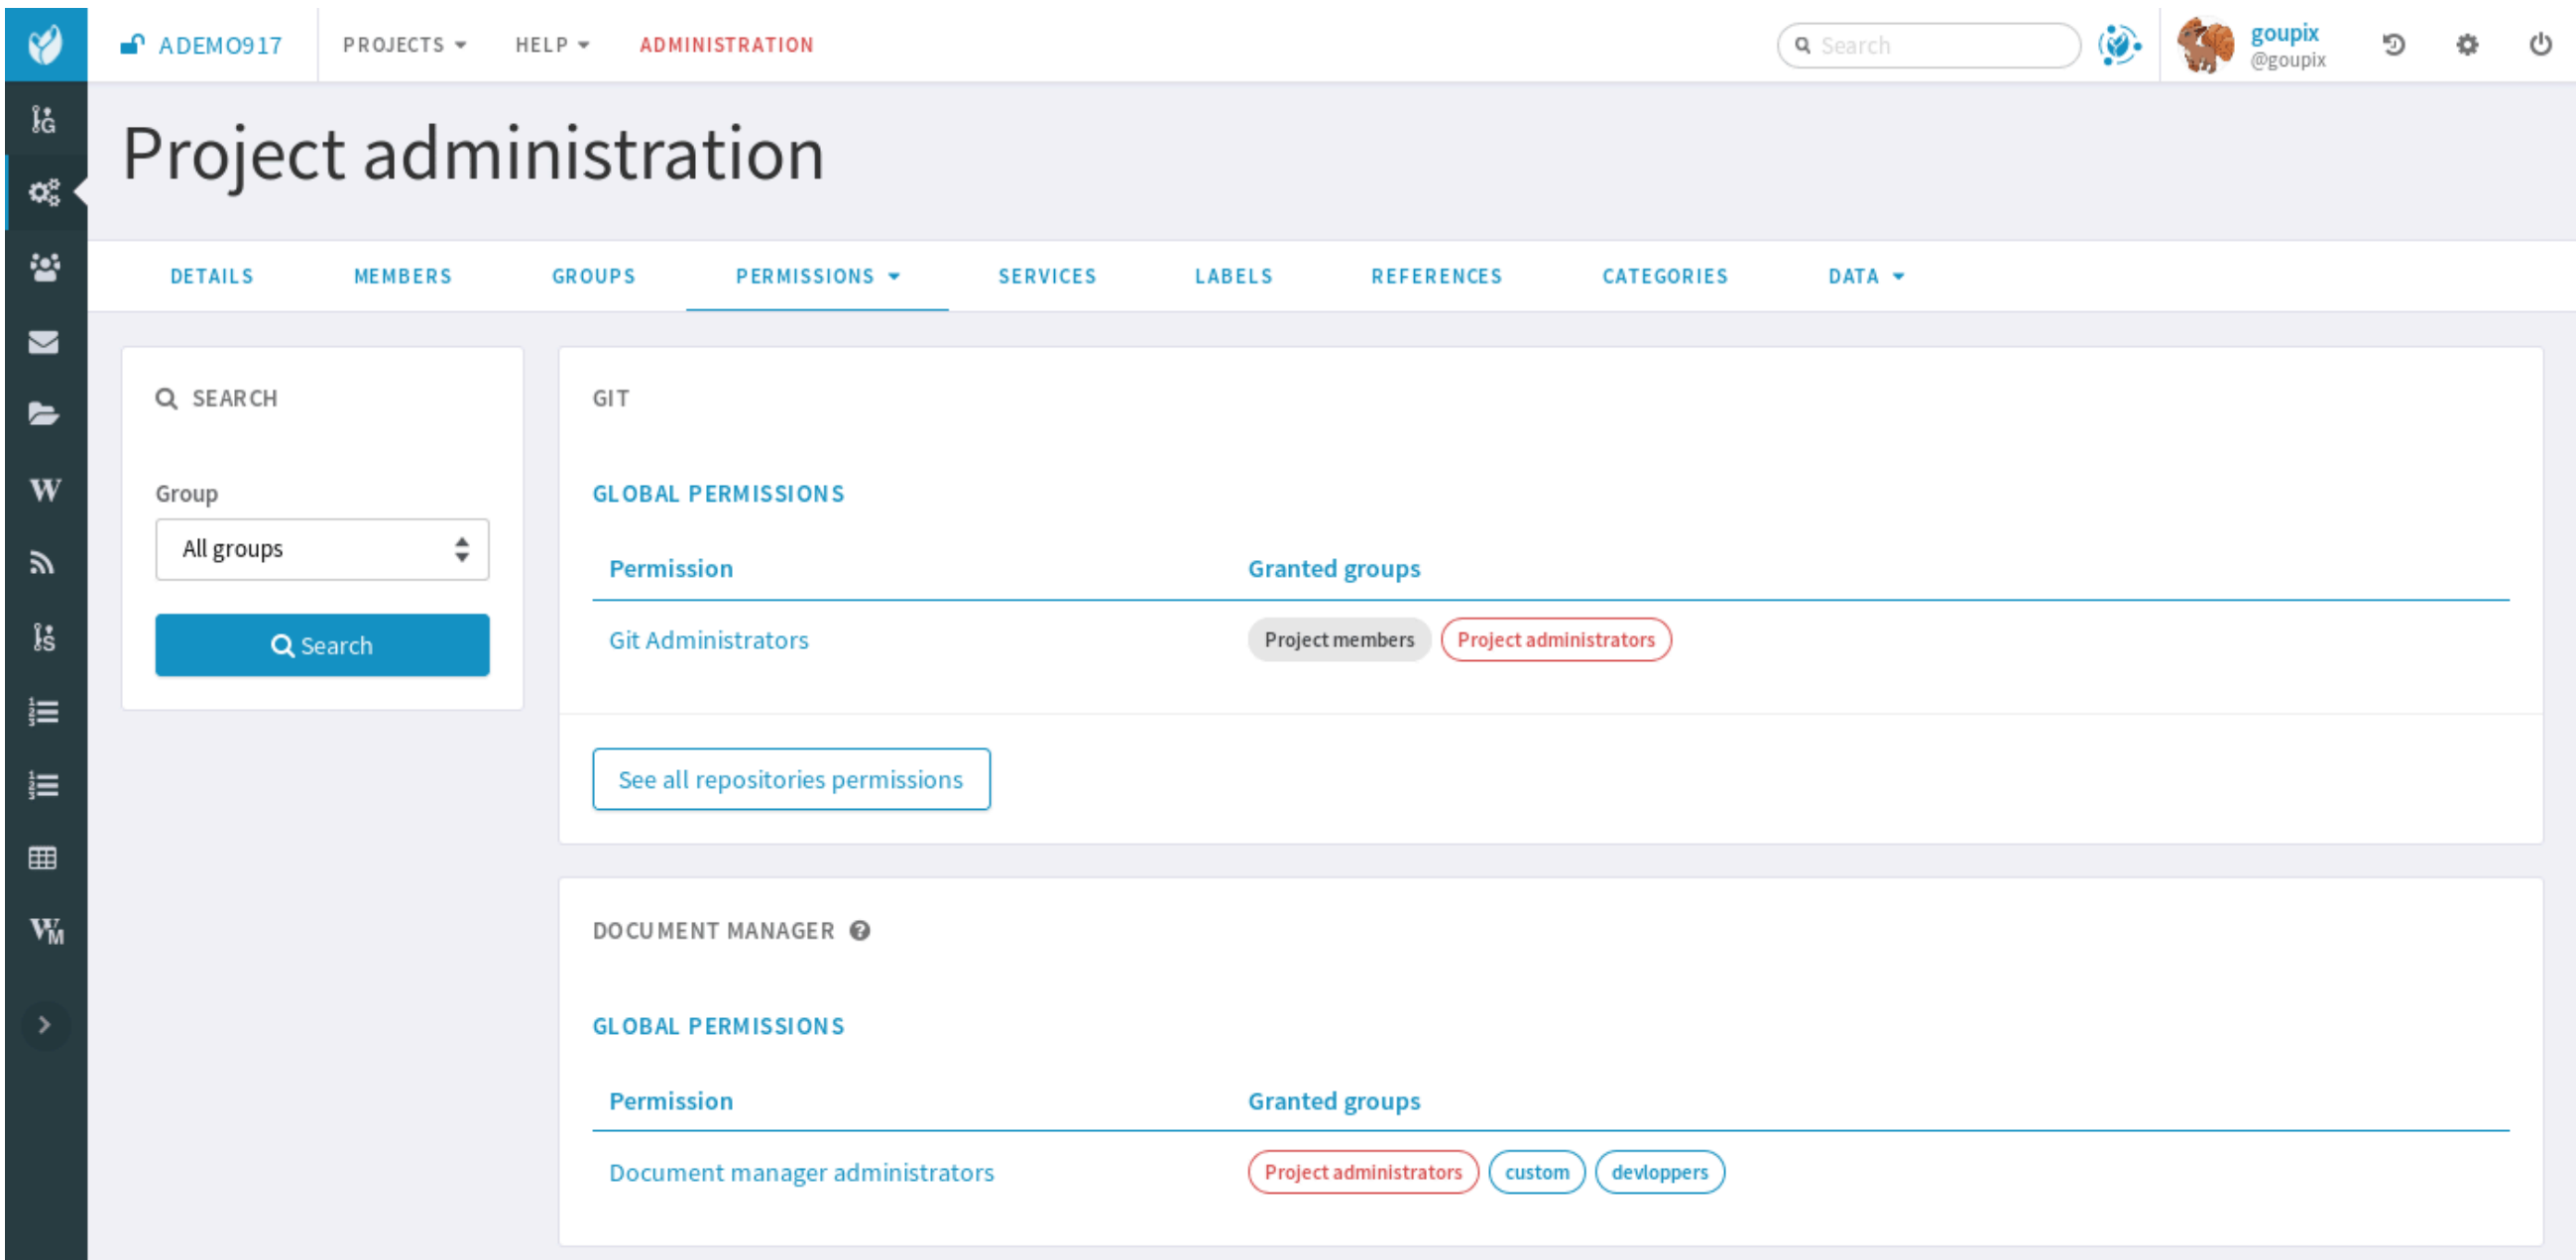 ADEMO917 PROJECTS HELP ADMINISTRATION Search goupix
@goupix
Project administration
DETAILS MEMBERS GROUPS PERMISSIONS SERVICES LABELS REFERENCES CATEGORIES DATA
SEARCH
Group
All groups
Search
GIT
GLOBAL PERMISSIONS
Permission Granted groups
Git Administrators Project members Project administrators
See all repositories permissions
DOCUMENT MANAGER
GLOBAL PERMISSIONS
Permission Granted groups
Document manager administrators Project administrators custom devloppers